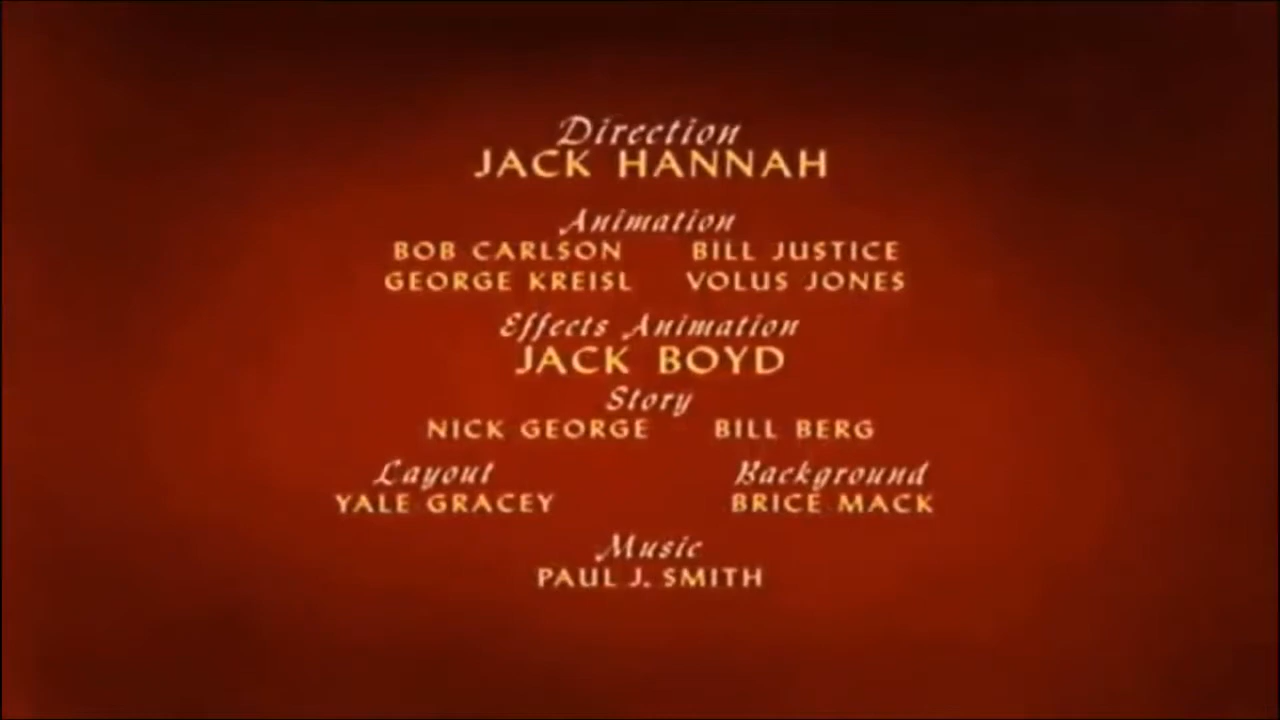 Direction
JACK HANNAH
Animation
BOB CARLSON BILL JUSTICE
GEORGE KREISL VOLUS JONES
Effects Animation
JACK BOYD
Story
NICK GEORGE BILL BERG
Layout Background
YALE GRACEY BRICE MACK
Music
PAUL J. SMITH